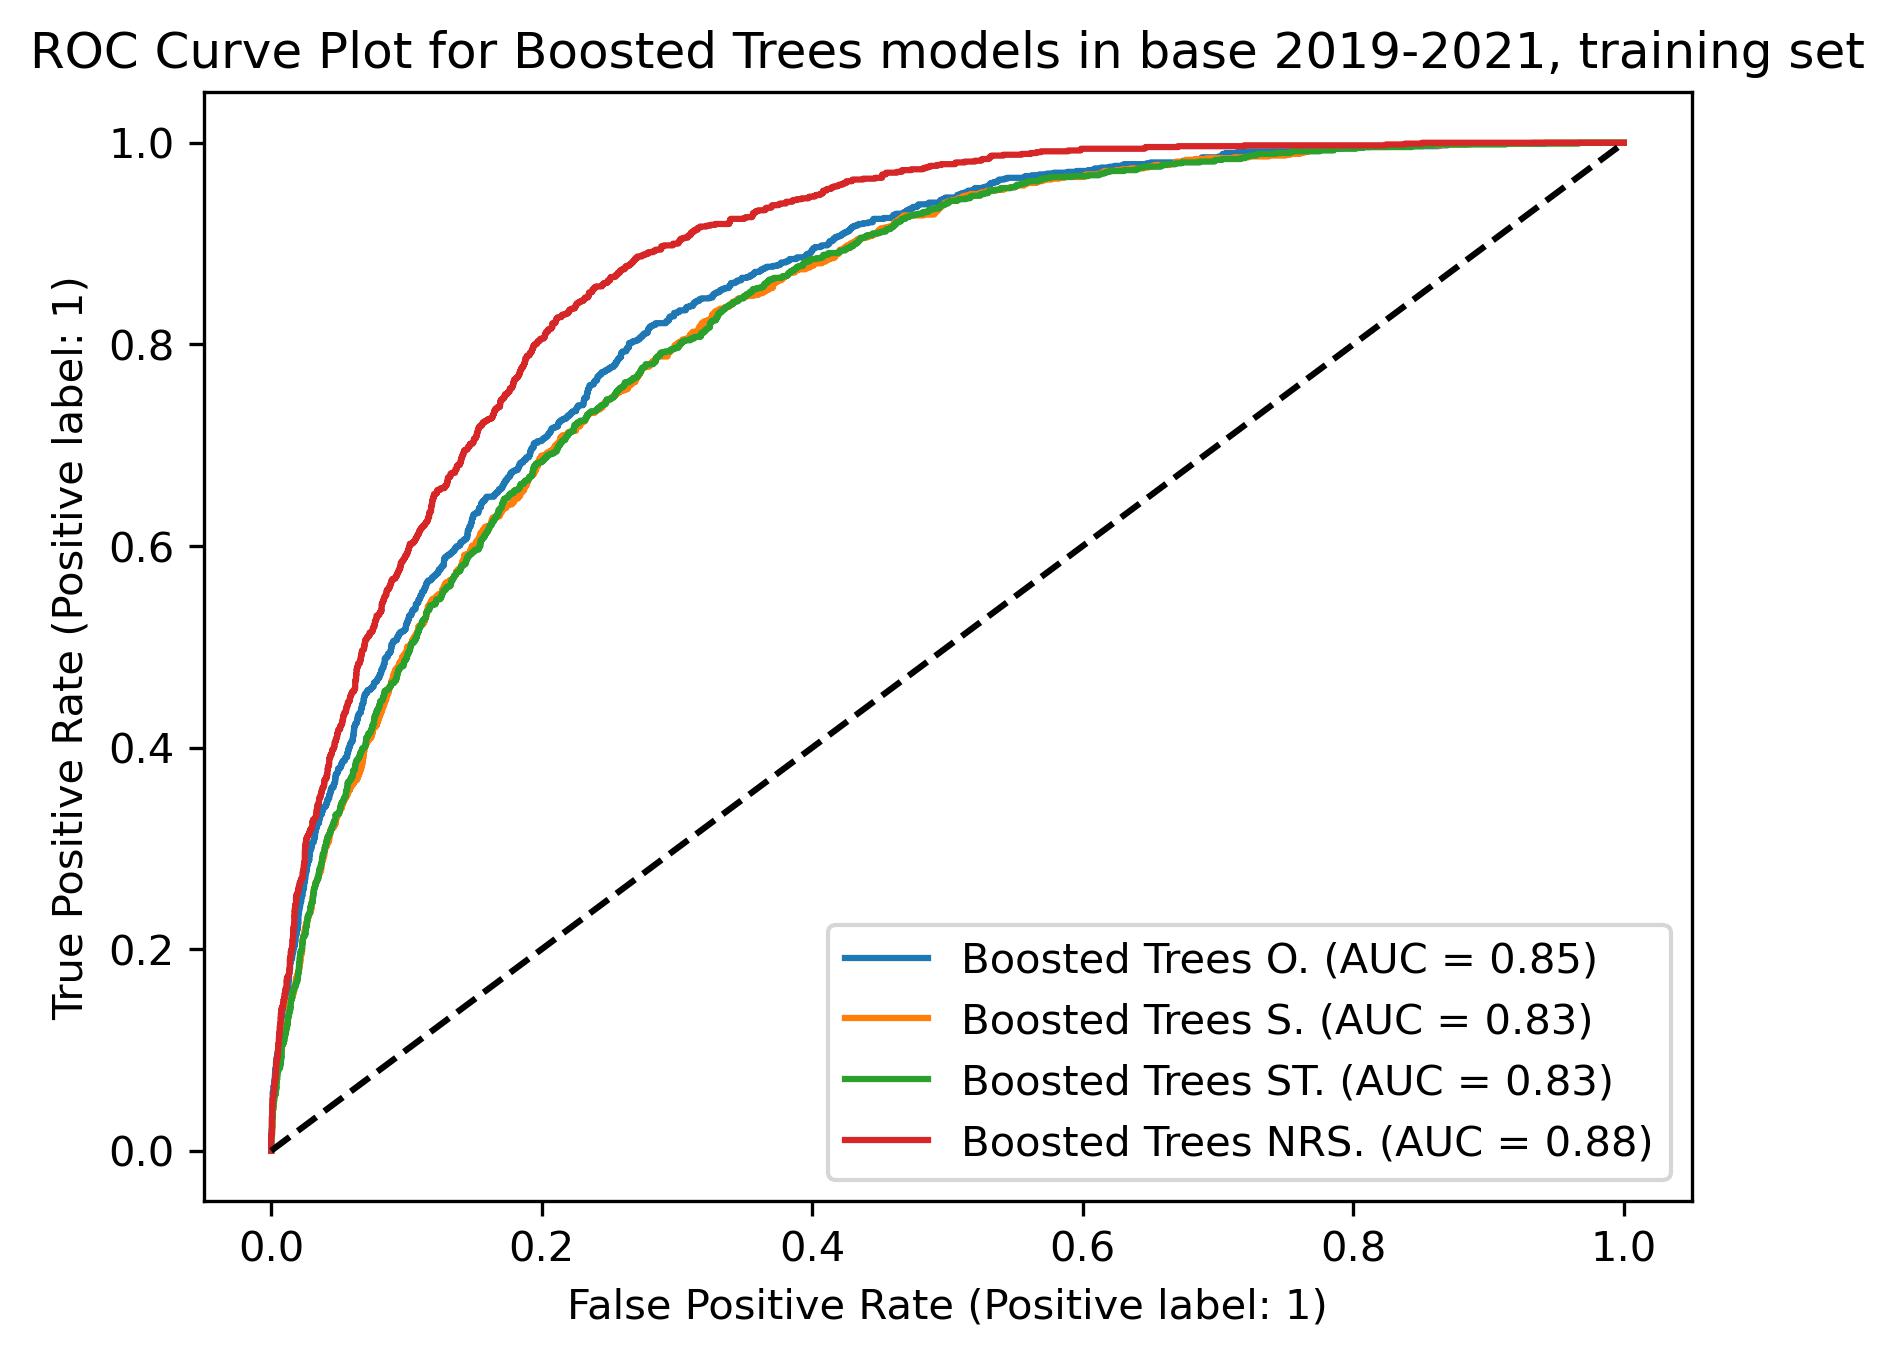 ROC Curve Plot for Boosted Trees models in base 2019-2021, training set
True Positive Rate (Positive label: 1)
1.0
0.8
0.6
0.4
0.2
0.0
Boosted Trees O. (AUC = 0.85)
Boosted Trees S. (AUC = 0.83)
Boosted Trees ST. (AUC = 0.83)
Boosted Trees NRS. (AUC = 0.88)
0.0 0.2 0.4 0.6 0.8 1.0
False Positive Rate (Positive label: 1)